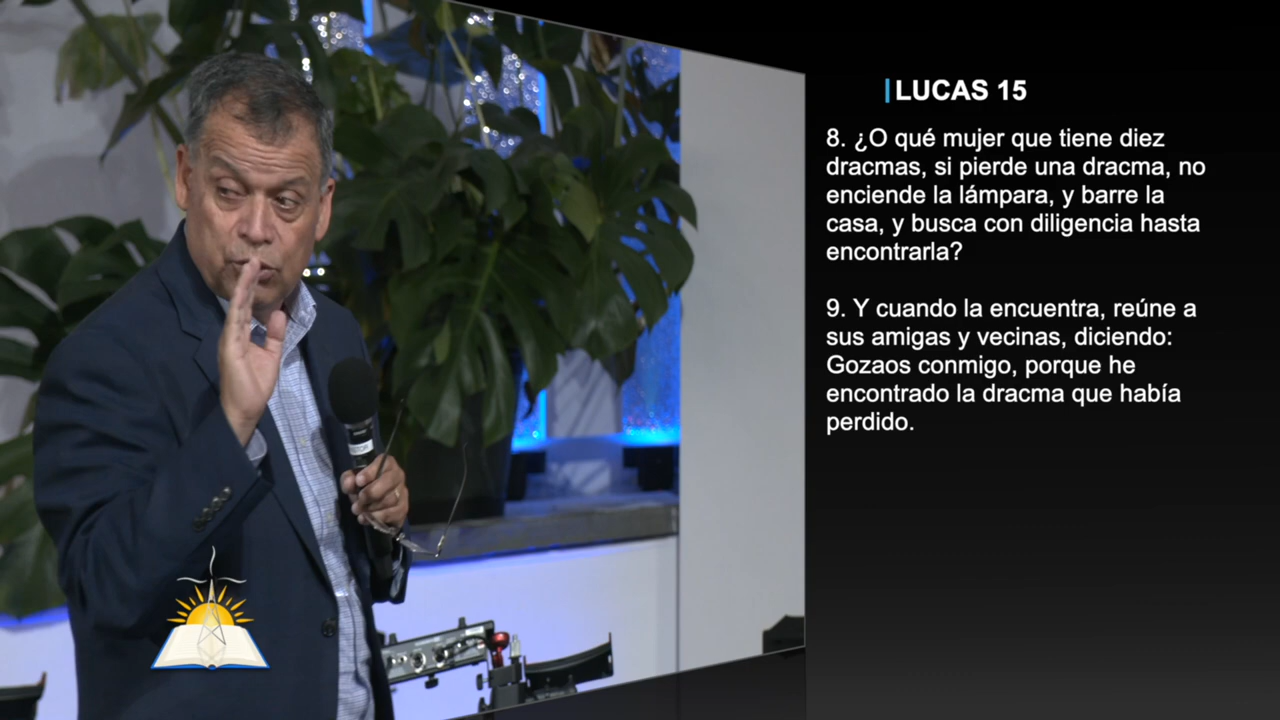 LUCAS 15
8. ¿O qué mujer que tiene diez
dracmas, si pierde una dracma, no
enciende la lámpara, y barre la
casa, y busca con diligencia hasta
encontrarla?
9. Y cuando la encuentra, reúne a
sus amigas y vecinas, diciendo:
Gozaos conmigo, porque he
encontrado la dracma que había
perdido.